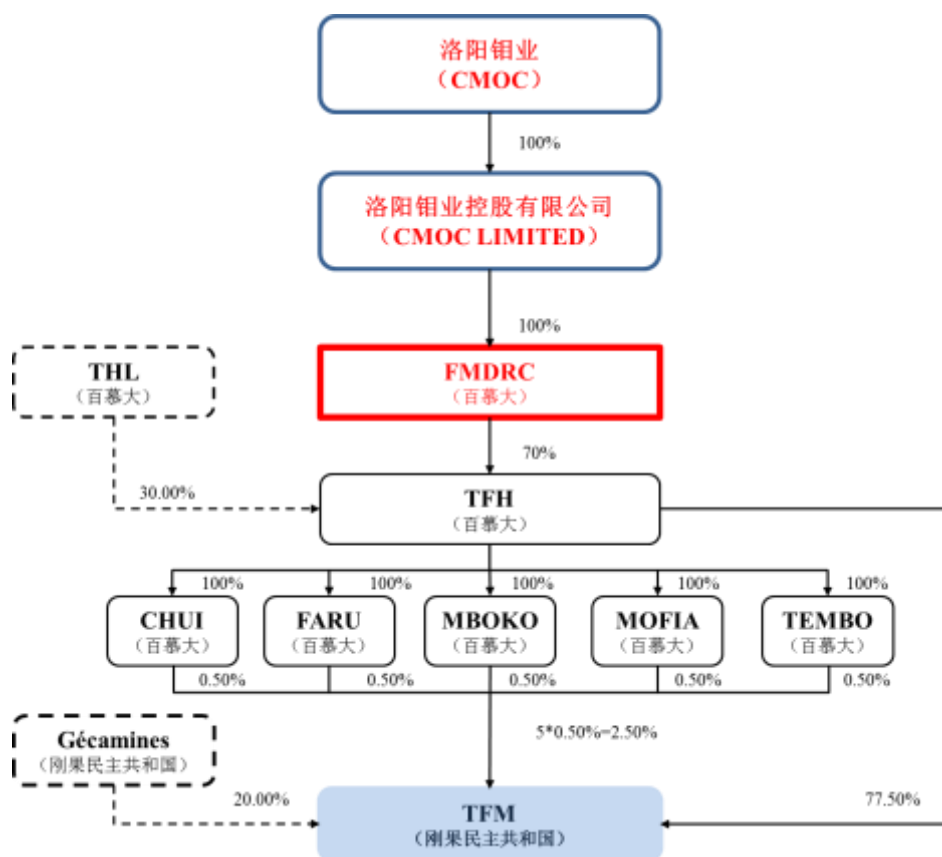 洛阳钼业
（CMOC）
100%
洛阳钼业控股有限公司
（CMOC LIMITED）
100%
THL
（百慕大）
FMDRC
（百慕大）
70%
30.00%
TFH
（百慕大）
100%
100%
100%
100%
100%
CHUI
（百慕大）
FARU
（百慕大）
MBOKO
（百慕大）
MOFIA
（百慕大）
TEMBO
（百慕大）
0.50%
0.50%
0.50%
0.50%
0.50%
5*0.50%=2.50%
Gécamines
（刚果民主共和国）
20.00%
77.50%
TFM
（刚果民主共和国）